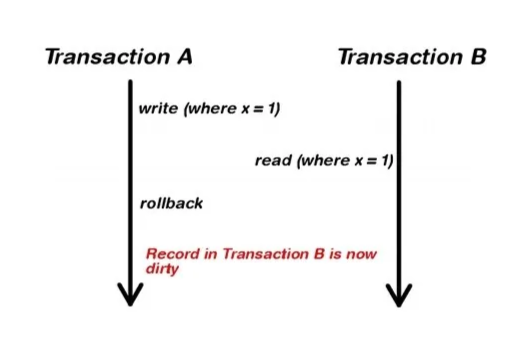 Transaction A
Transaction B
write (where x = 1)
read (where x = 1)
rollback
Record in Transaction B is now
dirty